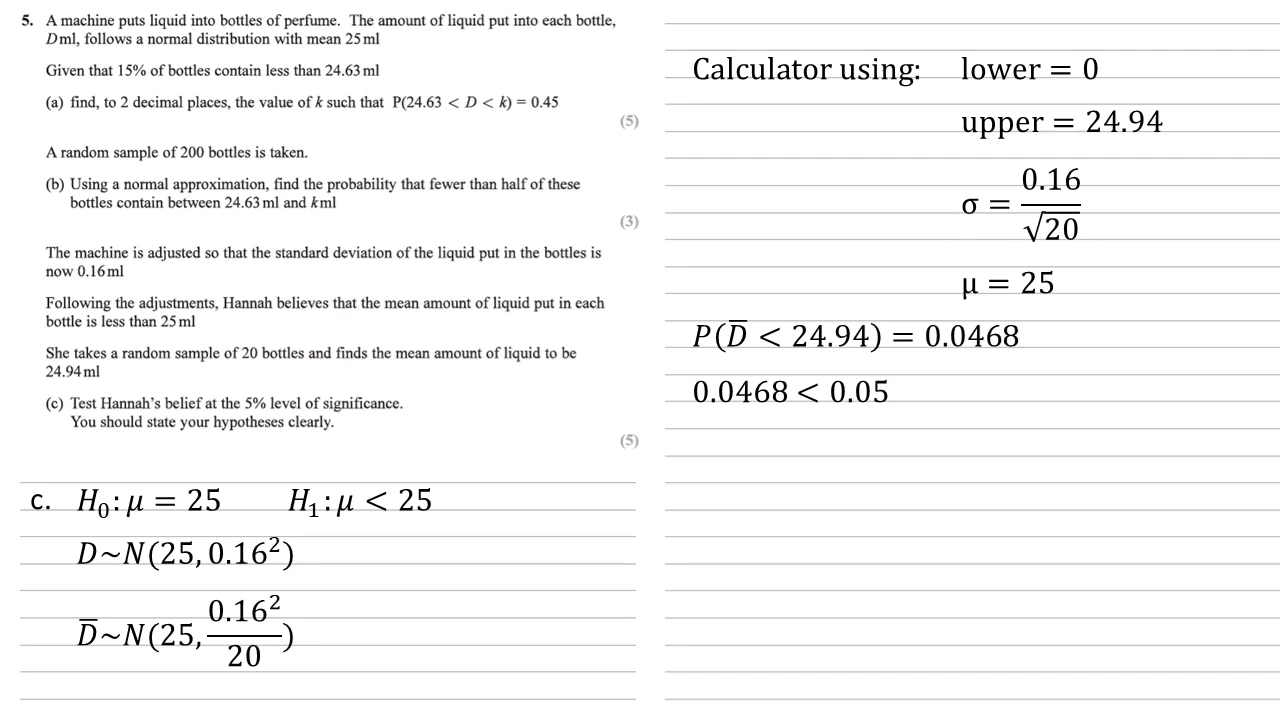 5. A machine puts liquid into bottles of perfume. The amount of liquid put into each bottle,
D ml, follows a normal distribution with mean 25 ml
Given that 15% of bottles contain less than 24.63 ml
(a) find, to 2 decimal places, the value of k such that P(24.63 < D < k) = 0.45
(5)
A random sample of 200 bottles is taken.
(b) Using a normal approximation, find the probability that fewer than half of these
bottles contain between 24.63 ml and k ml
(3)
The machine is adjusted so that the standard deviation of the liquid put in the bottles is
now 0.16 ml
Following the adjustments, Hannah believes that the mean amount of liquid put in each
bottle is less than 25 ml
She takes a random sample of 20 bottles and finds the mean amount of liquid to be
24.94 ml
(c) Test Hannah's belief at the 5% level of significance.
You should state your hypotheses clearly.
(5)
c. H₀: μ = 25 H₁: μ < 25
D~N(25, 0.16²)
D̅~N(25, 0.16²/20)
Calculator using: lower = 0
upper = 24.94
σ = 0.16/√20
μ = 25
P(D̅ < 24.94) = 0.0468
0.0468 < 0.05